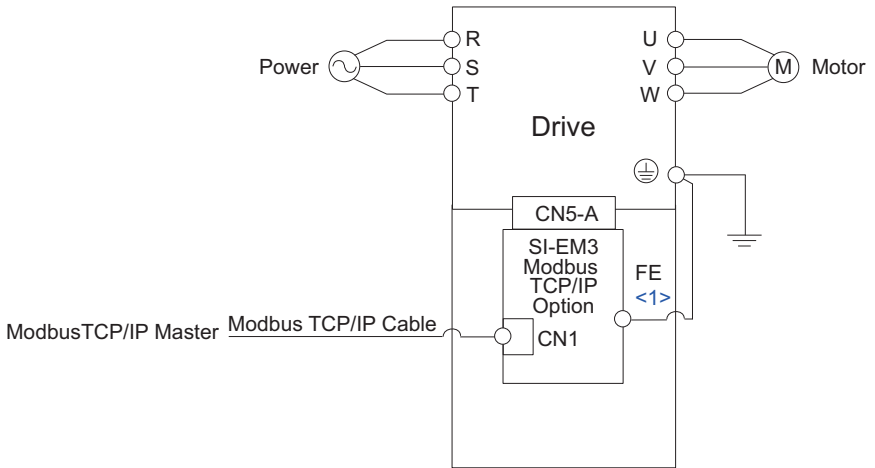 R
S
T
U
V
W
Power
M
Motor
Drive
CN5-A
SI-EM3
Modbus
TCP/IP
Option
FE
<1>
ModbusTCP/IP Master
Modbus TCP/IP Cable
CN1